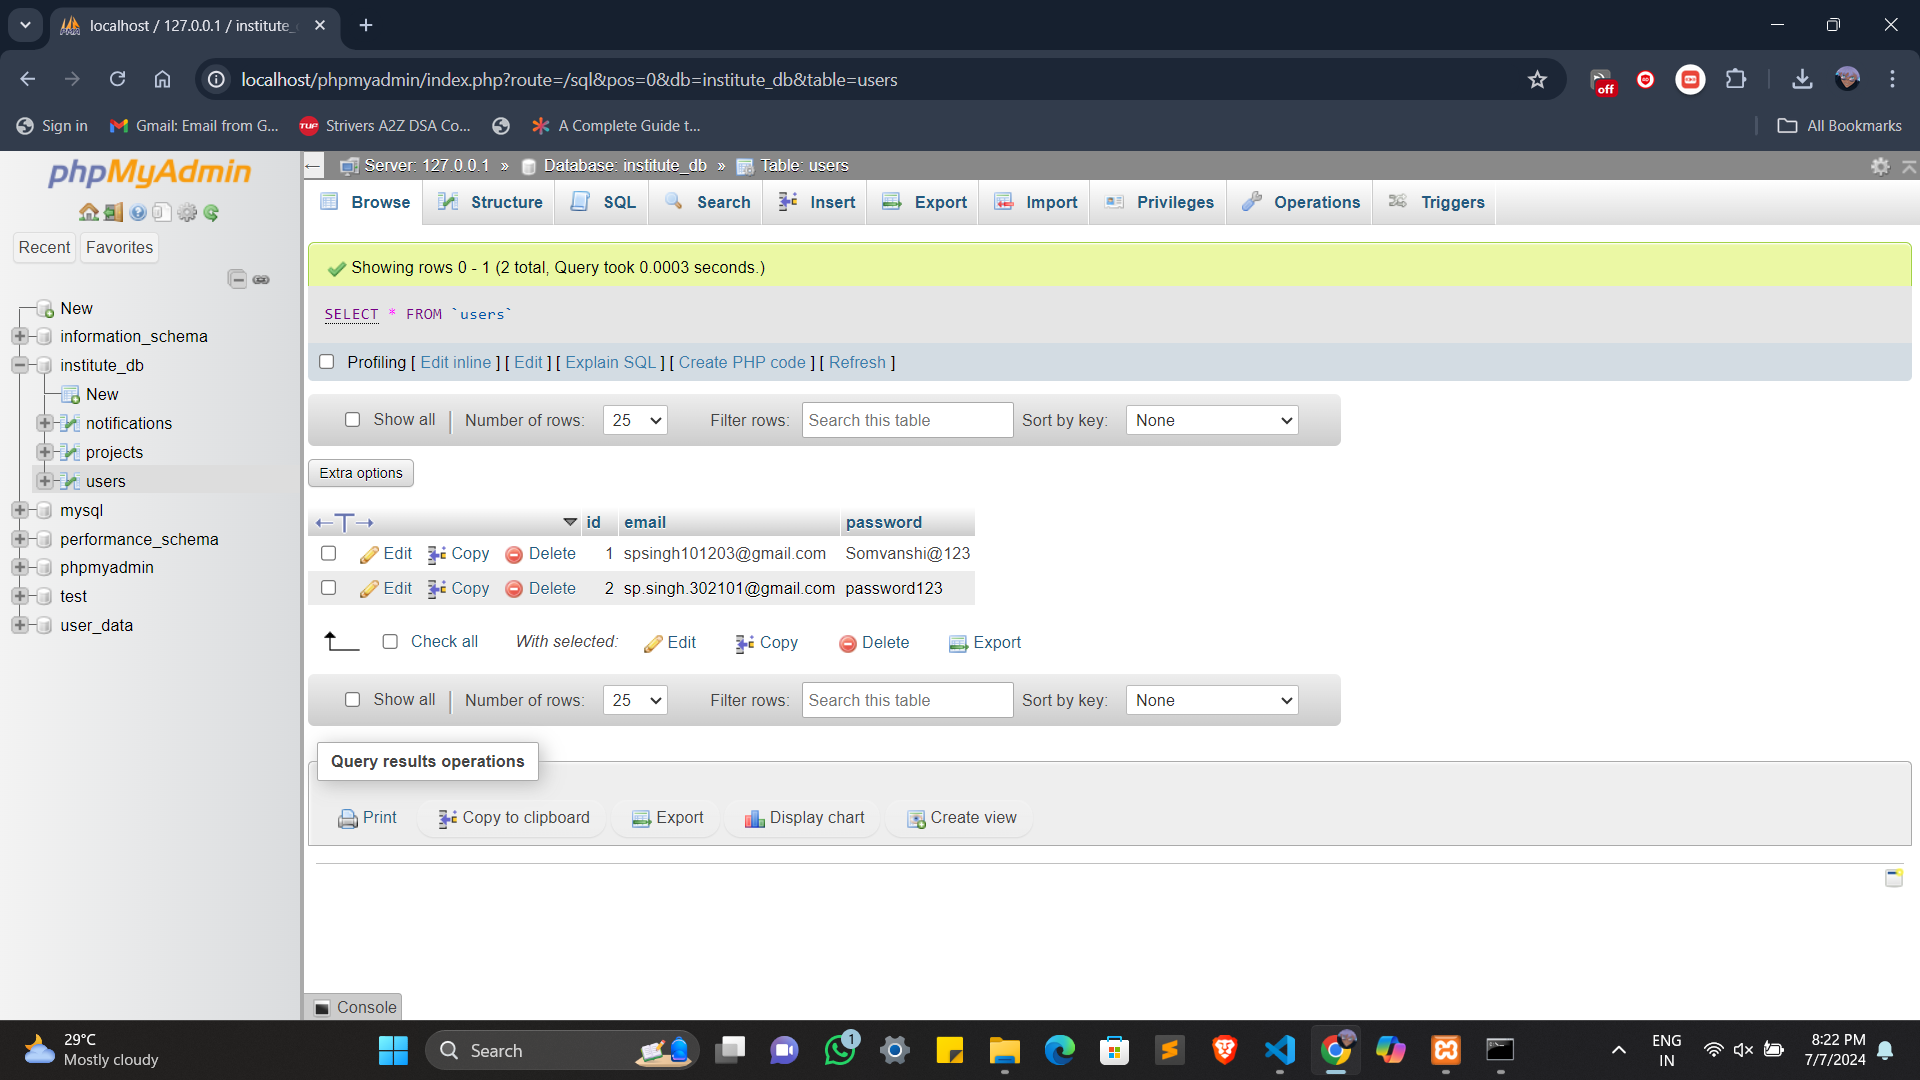 localhost / 127.0.0.1 / institute_
localhost/phpmyadmin/index.php?route=/sql&pos=0&db=institute_db&table=users
off
Sign in
Gmail: Email from G...
TUF
Strivers A2Z DSA Co...
A Complete Guide t...
All Bookmarks
phpMyAdmin
Recent
Favorites
New
information_schema
institute_db
New
notifications
projects
users
mysql
performance_schema
phpmyadmin
test
user_data
Server: 127.0.0.1 » Database: institute_db » Table: users
Browse
Structure
SQL
Search
Insert
Export
Import
Privileges
Operations
Triggers
Showing rows 0 - 1 (2 total, Query took 0.0003 seconds.)
SELECT * FROM `users`
Profiling [ Edit inline ] [ Edit ] [ Explain SQL ] [ Create PHP code ] [ Refresh ]
Show all Number of rows: 25 Filter rows: Search this table Sort by key: None
Extra options
←T→ id email password
Edit Copy Delete 1 spsingh101203@gmail.com Somvanshi@123
Edit Copy Delete 2 sp.singh.302101@gmail.com password123
Check all With selected: Edit Copy Delete Export
Show all Number of rows: 25 Filter rows: Search this table Sort by key: None
Query results operations
Print Copy to clipboard Export Display chart Create view
Console
29°C
Mostly cloudy
Search
1
ENG
IN
8:22 PM
7/7/2024